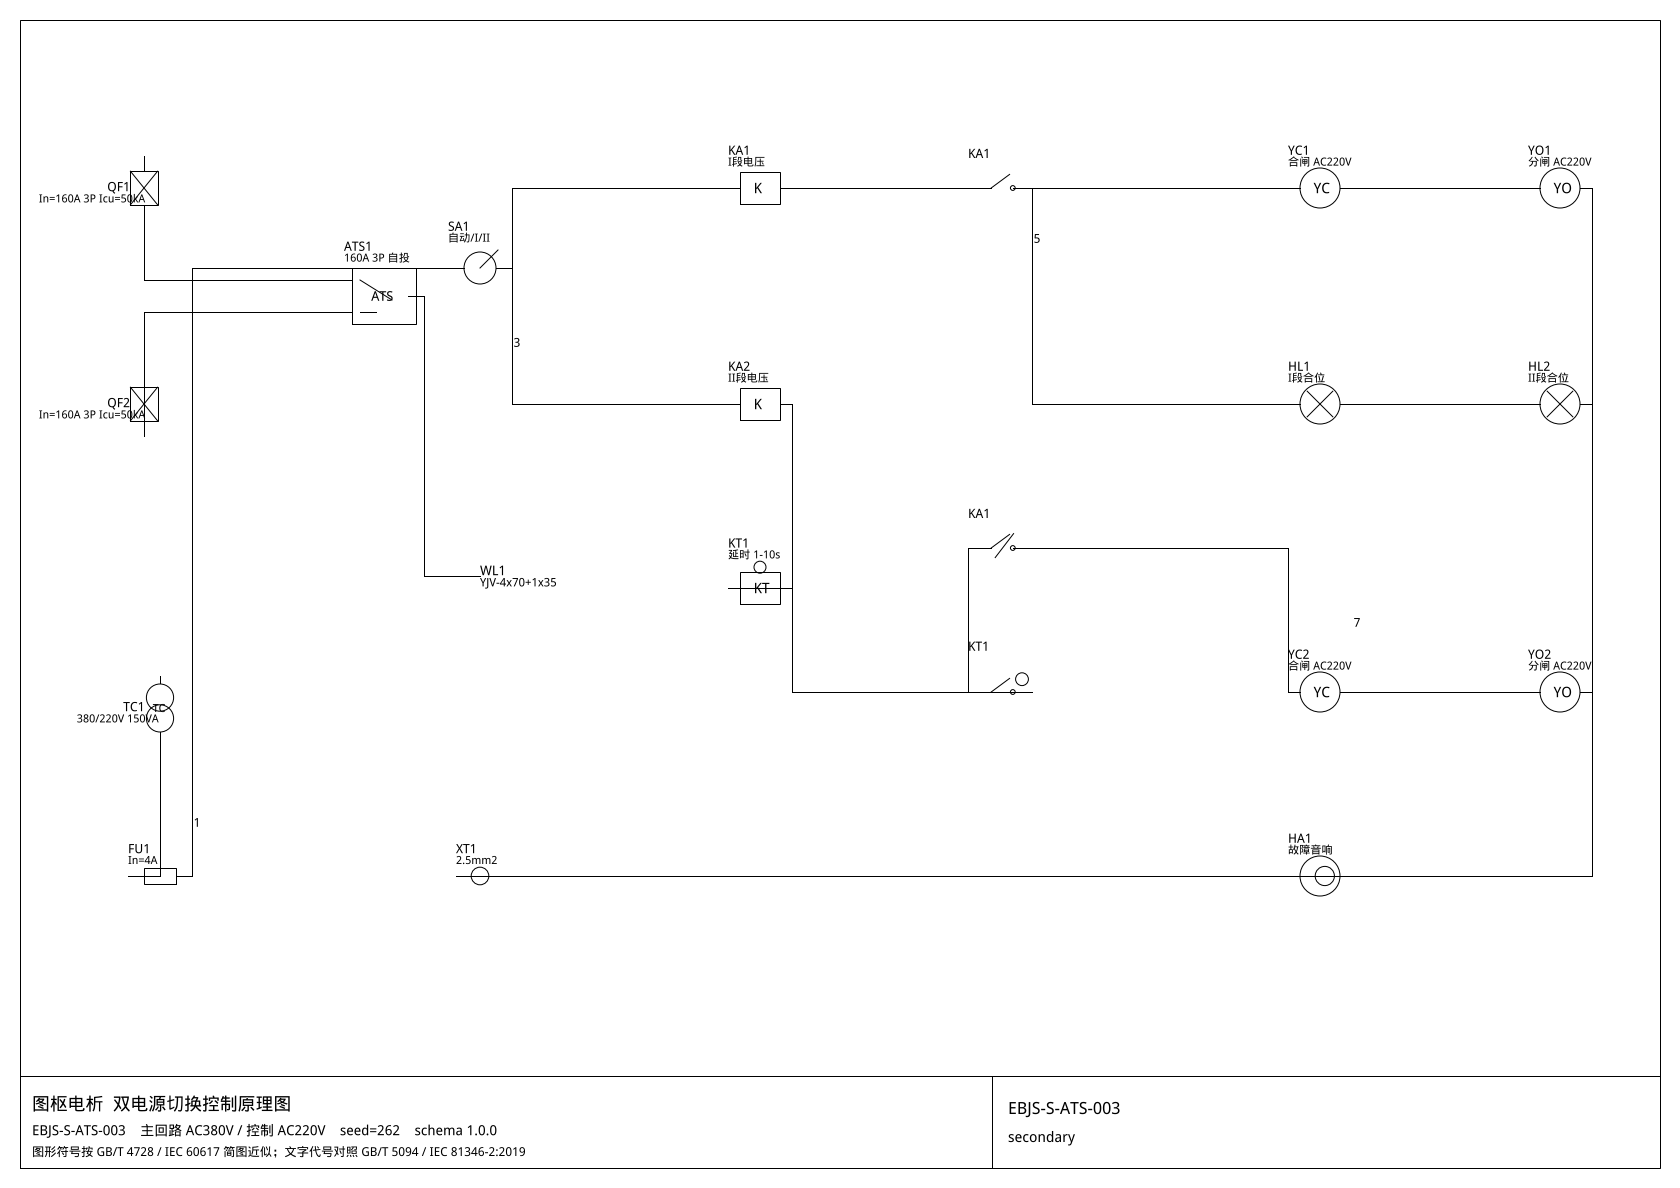 KA1
I段电压
KA1
YC1
合闸 AC220V
YO1
分闸 AC220V
K
YC
YO
QF1
In=160A 3P Icu=50kA
SA1
自动/I/II
5
ATS1
160A 3P 自投
ATS
3
KA2
II段电压
K
HL1
I段合位
HL2
II段合位
QF2
In=160A 3P Icu=50kA
KA1
KT1
延时 1-10s
KT
WL1
YJV-4x70+1x35
7
KT1
YC2
合闸 AC220V
YO2
分闸 AC220V
YC
YO
TC1
TC
380/220V 150VA
1
FU1
In=4A
XT1
2.5mm2
HA1
故障音响
图枢电析 双电源切换控制原理图
EBJS-S-ATS-003 主回路 AC380V / 控制 AC220V seed=262 schema 1.0.0
图形符号按 GB/T 4728 / IEC 60617 简图近似；文字代号对照 GB/T 5094 / IEC 81346-2:2019
EBJS-S-ATS-003
secondary